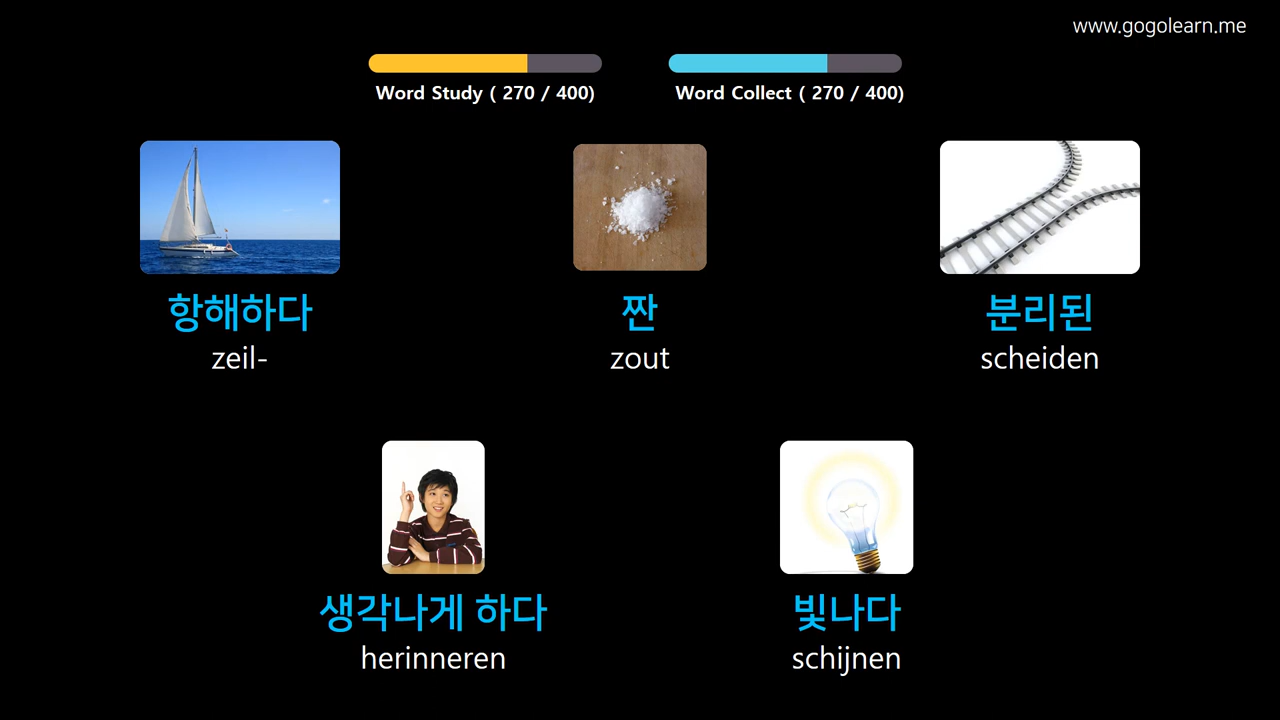 www.gogolearn.me
Word Study ( 270 / 400)
Word Collect ( 270 / 400)
항해하다
zeil-
짠
zout
분리된
scheiden
생각나게 하다
herinneren
빛나다
schijnen